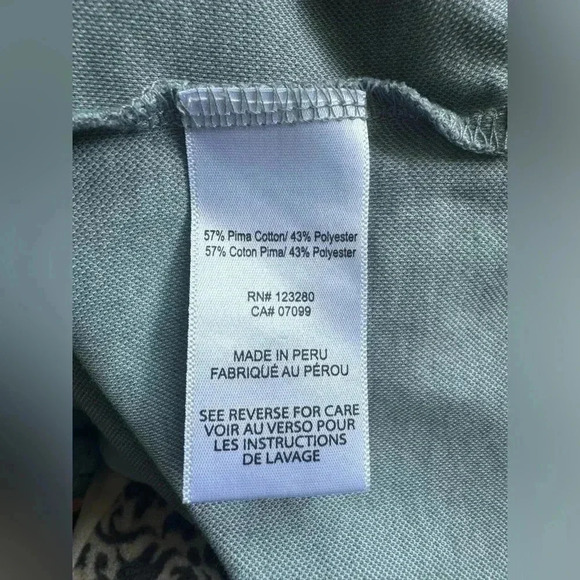 57% Pima Cotton/ 43% Polyester
57% Coton Pima/ 43% Polyester
RN# 123280
CA# 07099
MADE IN PERU
FABRIQUÉ AU PÉROU
SEE REVERSE FOR CARE
VOIR AU VERSO POUR
LES INSTRUCTIONS
DE LAVAGE